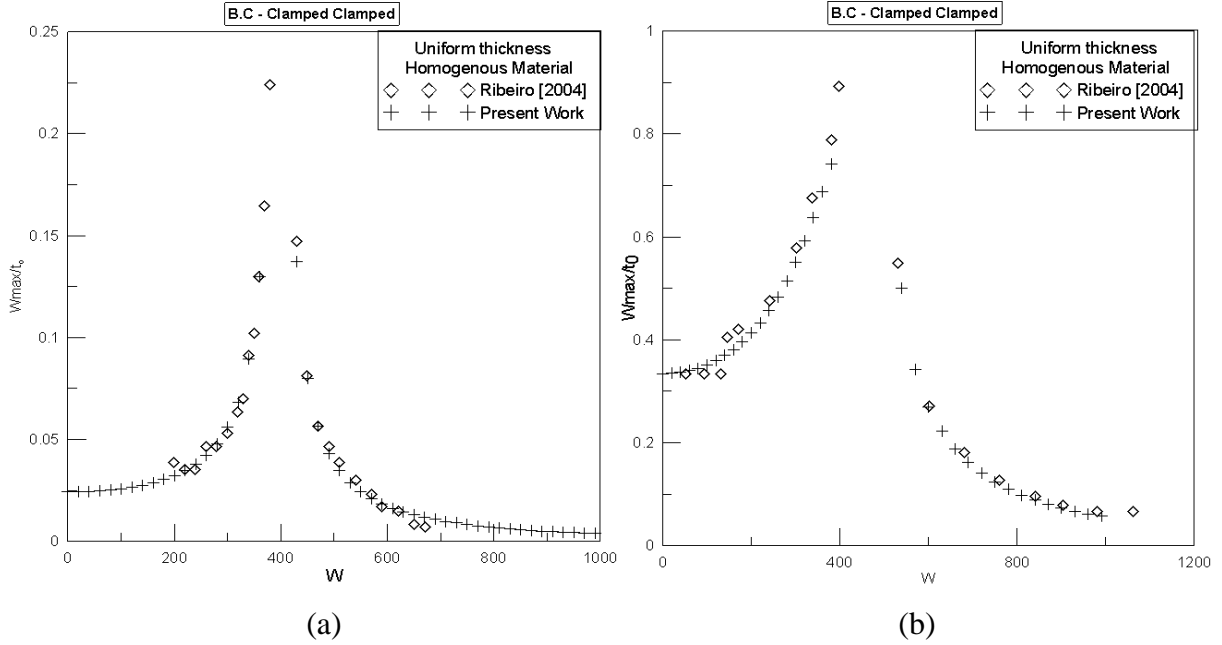 B.C - Clamped Clamped
Uniform thickness
Homogenous Material
Ribeiro [2004]
Present Work
0.25
0.2
0.15
0.1
0.05
0
Wmax/t₀
0 200 400 600 800 1000
W
(a)
B.C - Clamped Clamped
Uniform thickness
Homogenous Material
Ribeiro [2004]
Present Work
1
0.8
0.6
0.4
0.2
0
Wmax/t0
0 400 800 1200
W
(b)